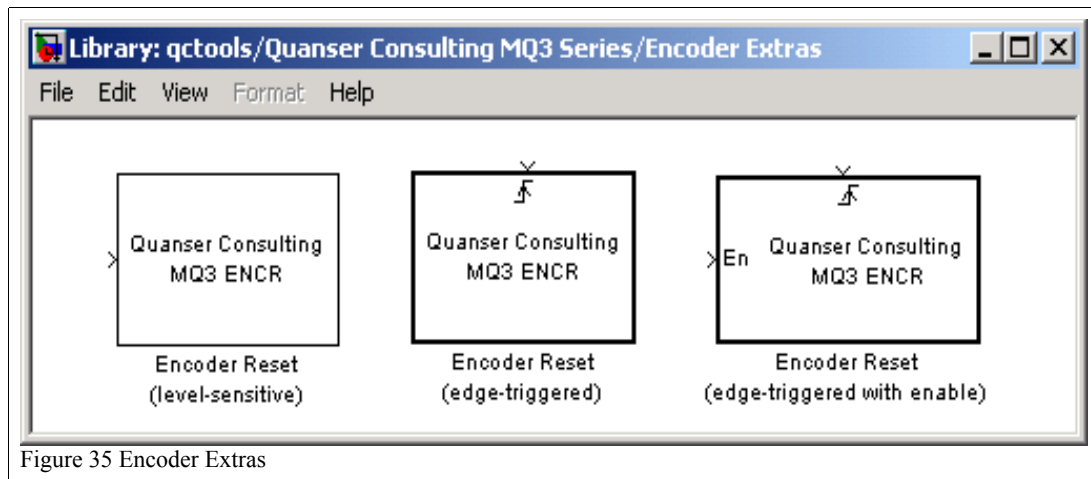 Library: qctools/Quanser Consulting MQ3 Series/Encoder Extras
File Edit View Format Help
Quanser Consulting
MQ3 ENCR
Encoder Reset
(level-sensitive)
Quanser Consulting
MQ3 ENCR
Encoder Reset
(edge-triggered)
En
Quanser Consulting
MQ3 ENCR
Encoder Reset
(edge-triggered with enable)
Figure 35 Encoder Extras